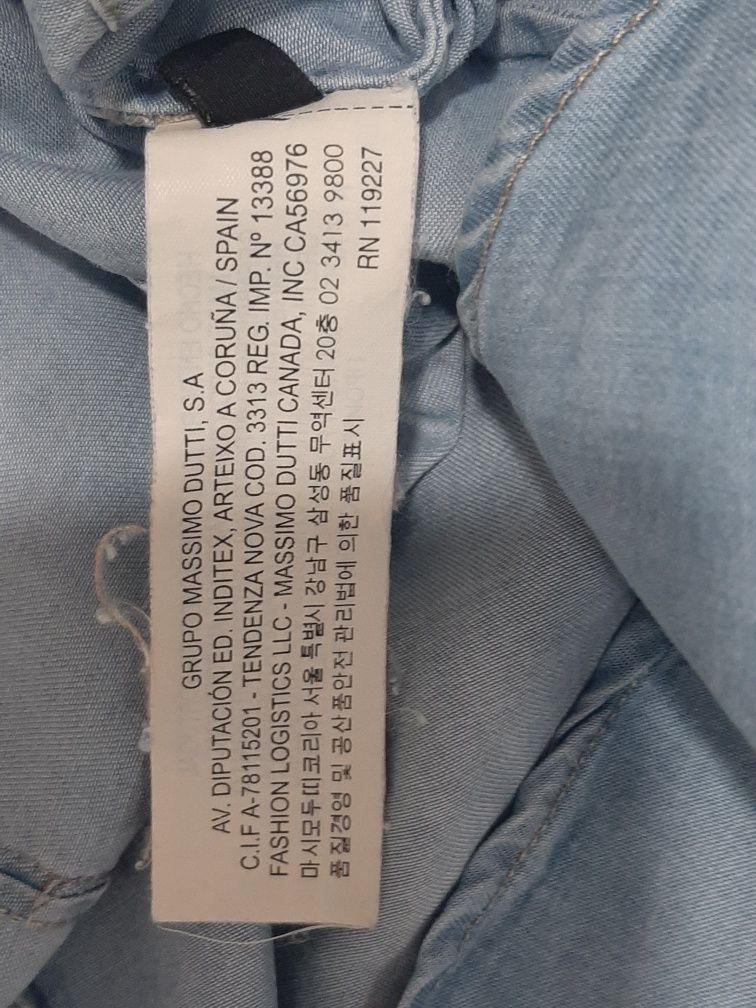 GRUPO MASSIMO DUTTI, S.A
AV. DIPUTACIÓN ED. INDITEX, ARTEIXO A CORUÑA / SPAIN
C.I.F A-78115201 - TENDENZA NOVA COD. 3313 REG. IMP. Nº 13388
FASHION LOGISTICS LLC - MASSIMO DUTTI CANADA, INC CA56976
마시모두띠코리아 서울 특별시 강남구 삼성동 무역센터 20층 02 3413 9800
품질경영 및 공산품안전 관리법에 의한 품질표시 RN 119227